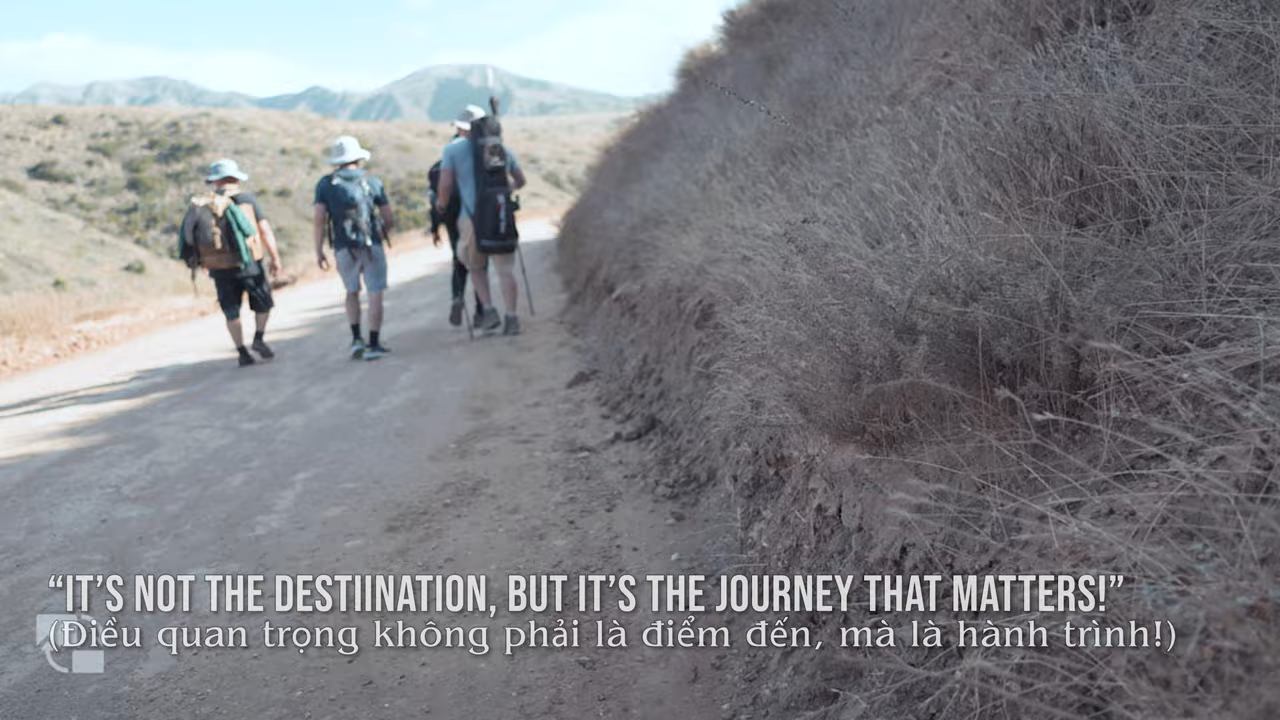 “IT’S NOT THE DESTIINATION, BUT IT’S THE JOURNEY THAT MATTERS!”
(Điều quan trọng không phải là điểm đến, mà là hành trình!)